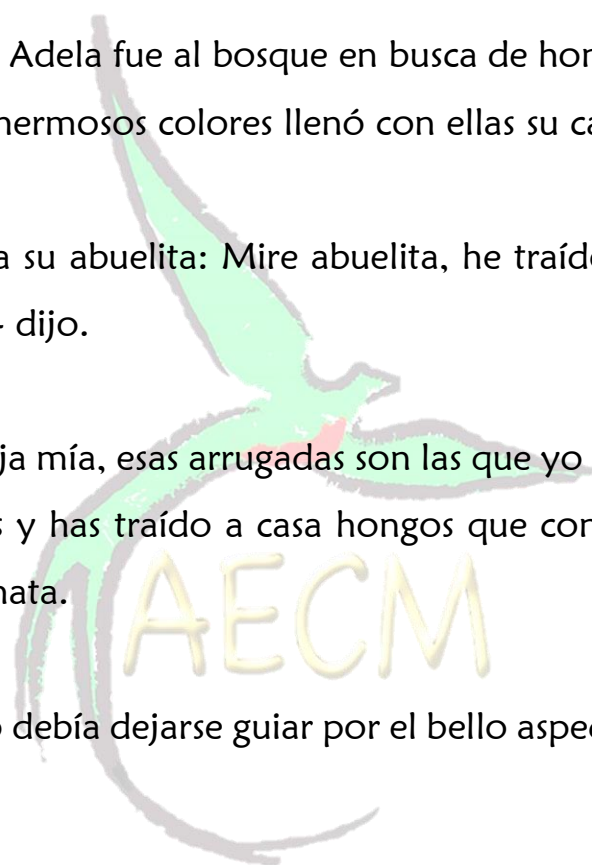 Adela fue al bosque en busca de
hermosos colores llenó con ellas su
a su abuelita: Mire abuelita, he
dijo.
mía, esas arrugadas son las que yo
y has traído a casa hongos que
AECM
debía dejarse guiar por el bello